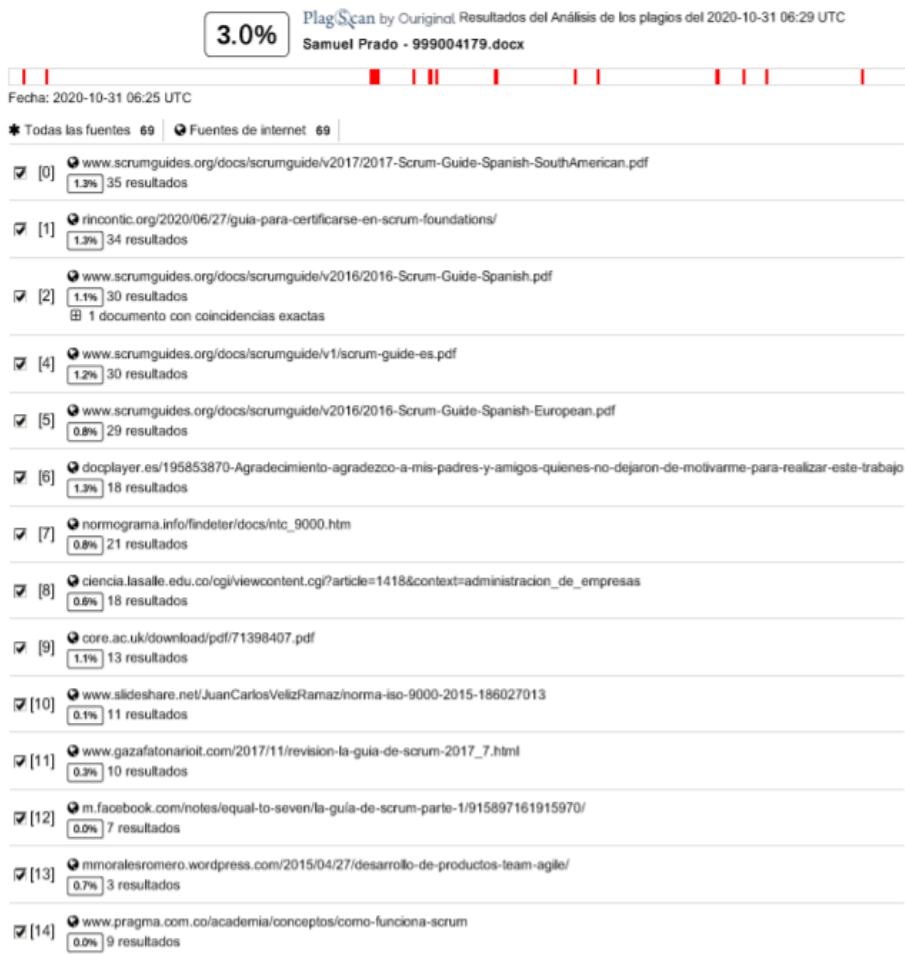 3.0%
PlagScan by Ouriginal Resultados del Análisis de los plagios del 2020-10-31 06:29 UTC
Samuel Prado - 999004179.docx
Fecha: 2020-10-31 06:25 UTC
Todas las fuentes 69 Fuentes de internet 69
[0] www.scrumguides.org/docs/scrumguide/v2017/2017-Scrum-Guide-Spanish-SouthAmerican.pdf
1.3% 35 resultados
[1] rincontic.org/2020/06/27/guia-para-certificarse-en-scrum-foundations/
1.3% 34 resultados
[2] www.scrumguides.org/docs/scrumguide/v2016/2016-Scrum-Guide-Spanish.pdf
1.1% 30 resultados
1 documento con coincidencias exactas
[4] www.scrumguides.org/docs/scrumguide/v1/scrum-guide-es.pdf
1.2% 30 resultados
[5] www.scrumguides.org/docs/scrumguide/v2016/2016-Scrum-Guide-Spanish-European.pdf
0.8% 29 resultados
[6] docplayer.es/195853870-Agradecimiento-agradezco-a-mis-padres-y-amigos-quienes-no-dejaron-de-motivarme-para-realizar-este-trabajo
1.3% 18 resultados
[7] normograma.info/findeter/docs/ntc_9000.htm
0.8% 21 resultados
[8] ciencia.lasalle.edu.co/cgi/viewcontent.cgi?article=1418&context=administracion_de_empresas
0.6% 18 resultados
[9] core.ac.uk/download/pdf/71398407.pdf
1.1% 13 resultados
[10] www.slideshare.net/JuanCarlosVelizRamaz/norma-iso-9000-2015-186027013
0.1% 11 resultados
[11] www.gazafatonarioit.com/2017/11/revision-la-guia-de-scrum-2017_7.html
0.3% 10 resultados
[12] m.facebook.com/notes/equal-to-seven/la-guía-de-scrum-parte-1/915897161915970/
0.0% 7 resultados
[13] mmoralesromero.wordpress.com/2015/04/27/desarrollo-de-productos-team-agile/
0.7% 3 resultados
[14] www.pragma.com.co/academia/conceptos/como-funciona-scrum
0.0% 9 resultados